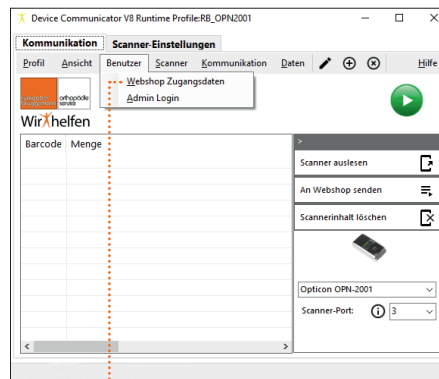 Device Communicator V8 Runtime Profile:RB_OPN2001
Kommunikation Scanner-Einstellungen
Profil Ansicht Benutzer Scanner Kommunikation Daten Hilfe
Webshop Zugangsdaten
Admin Login
orthopädie
service
Wir helfen
Barcode Menge
>
Scanner auslesen
An Webshop senden
Scannerinhalt löschen
Opticon OPN-2001
Scanner-Port: 3